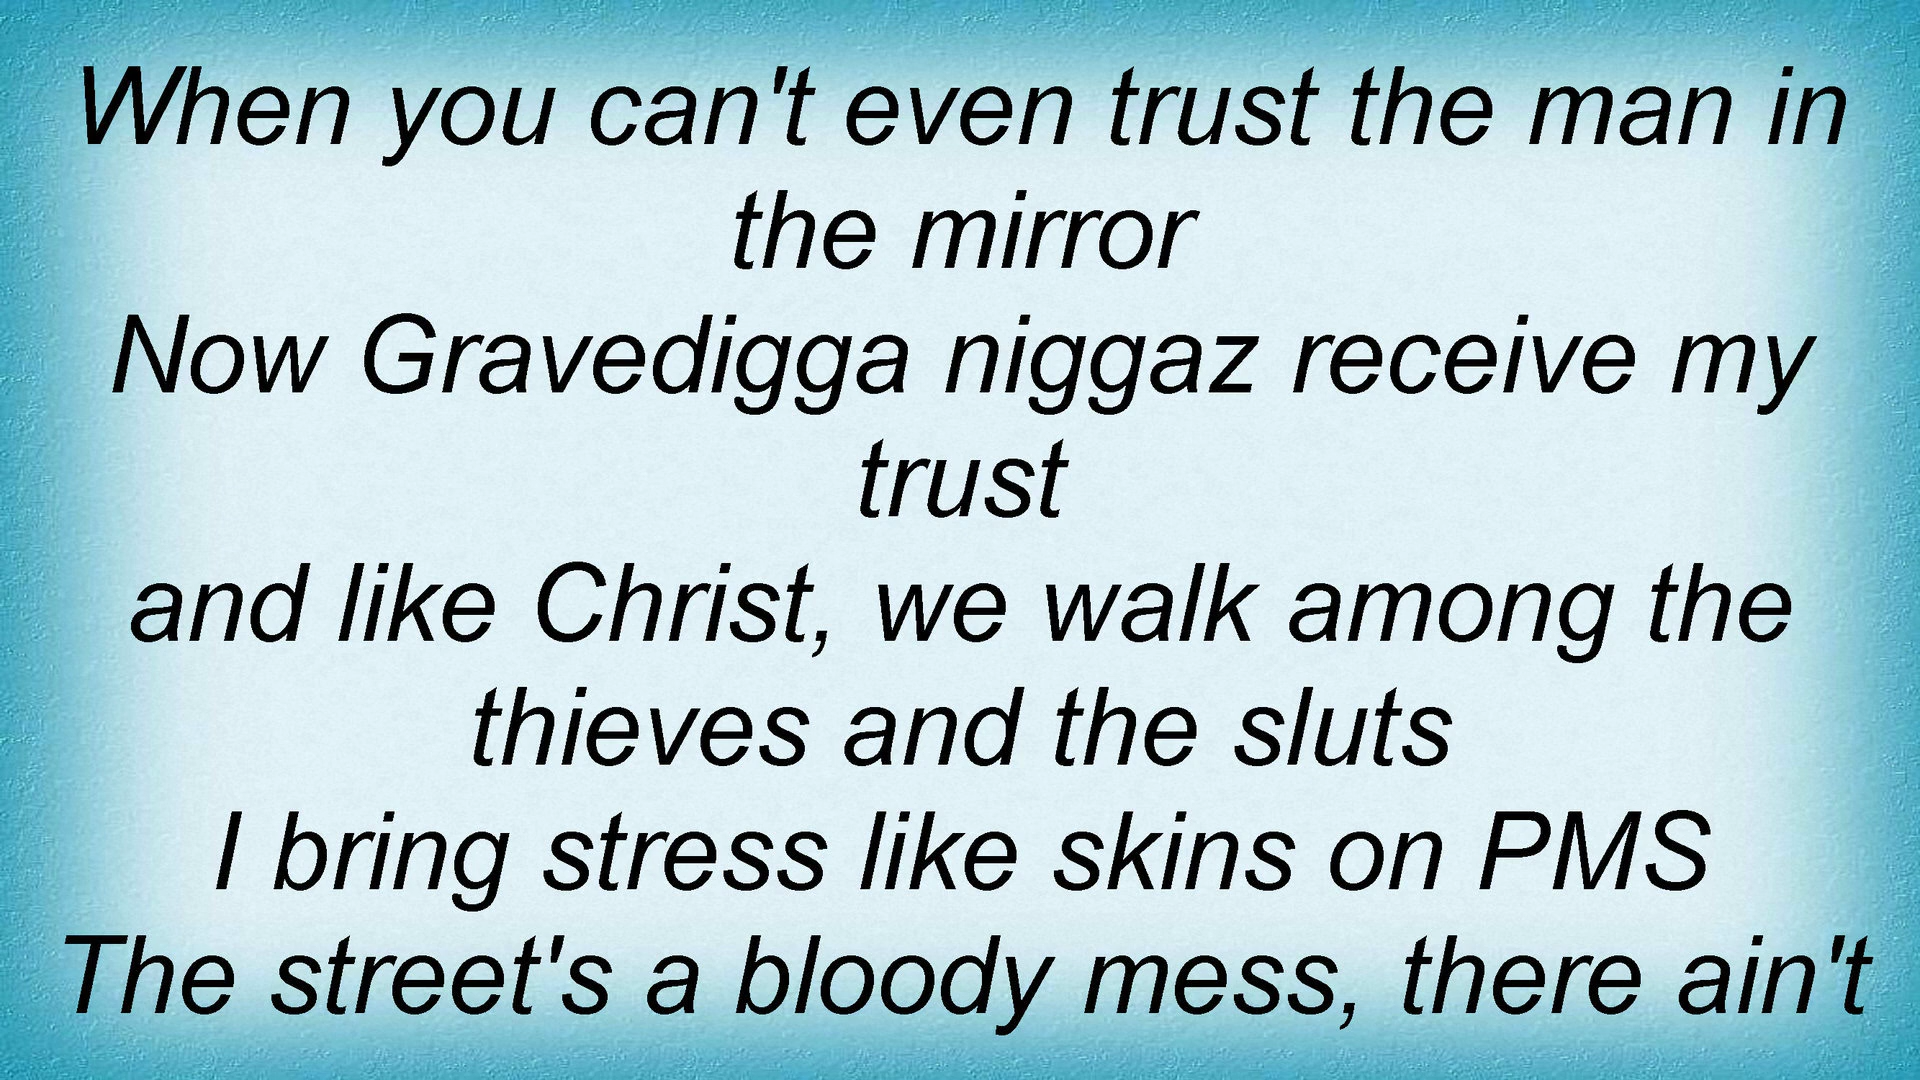 When you can't even trust the man in
the mirror
Now Gravedigga niggaz receive my
trust
and like Christ, we walk among the
thieves and the sluts
I bring stress like skins on PMS
The street's a bloody mess, there ain't